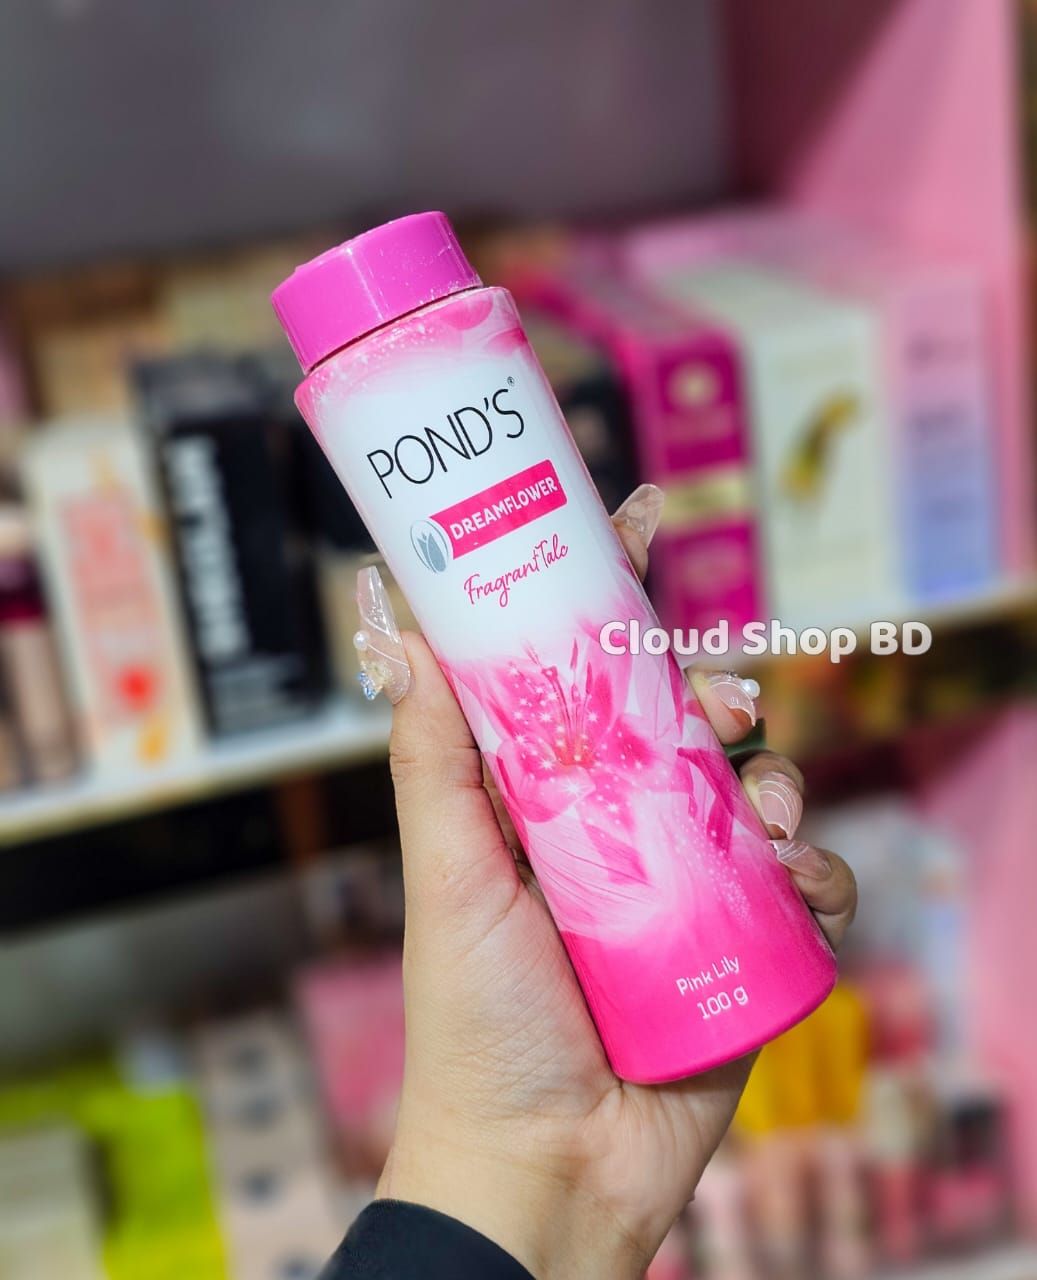 POND'S®
DREAMFLOWER
Fragrant Talc
Cloud Shop BD
Pink Lily
100 g